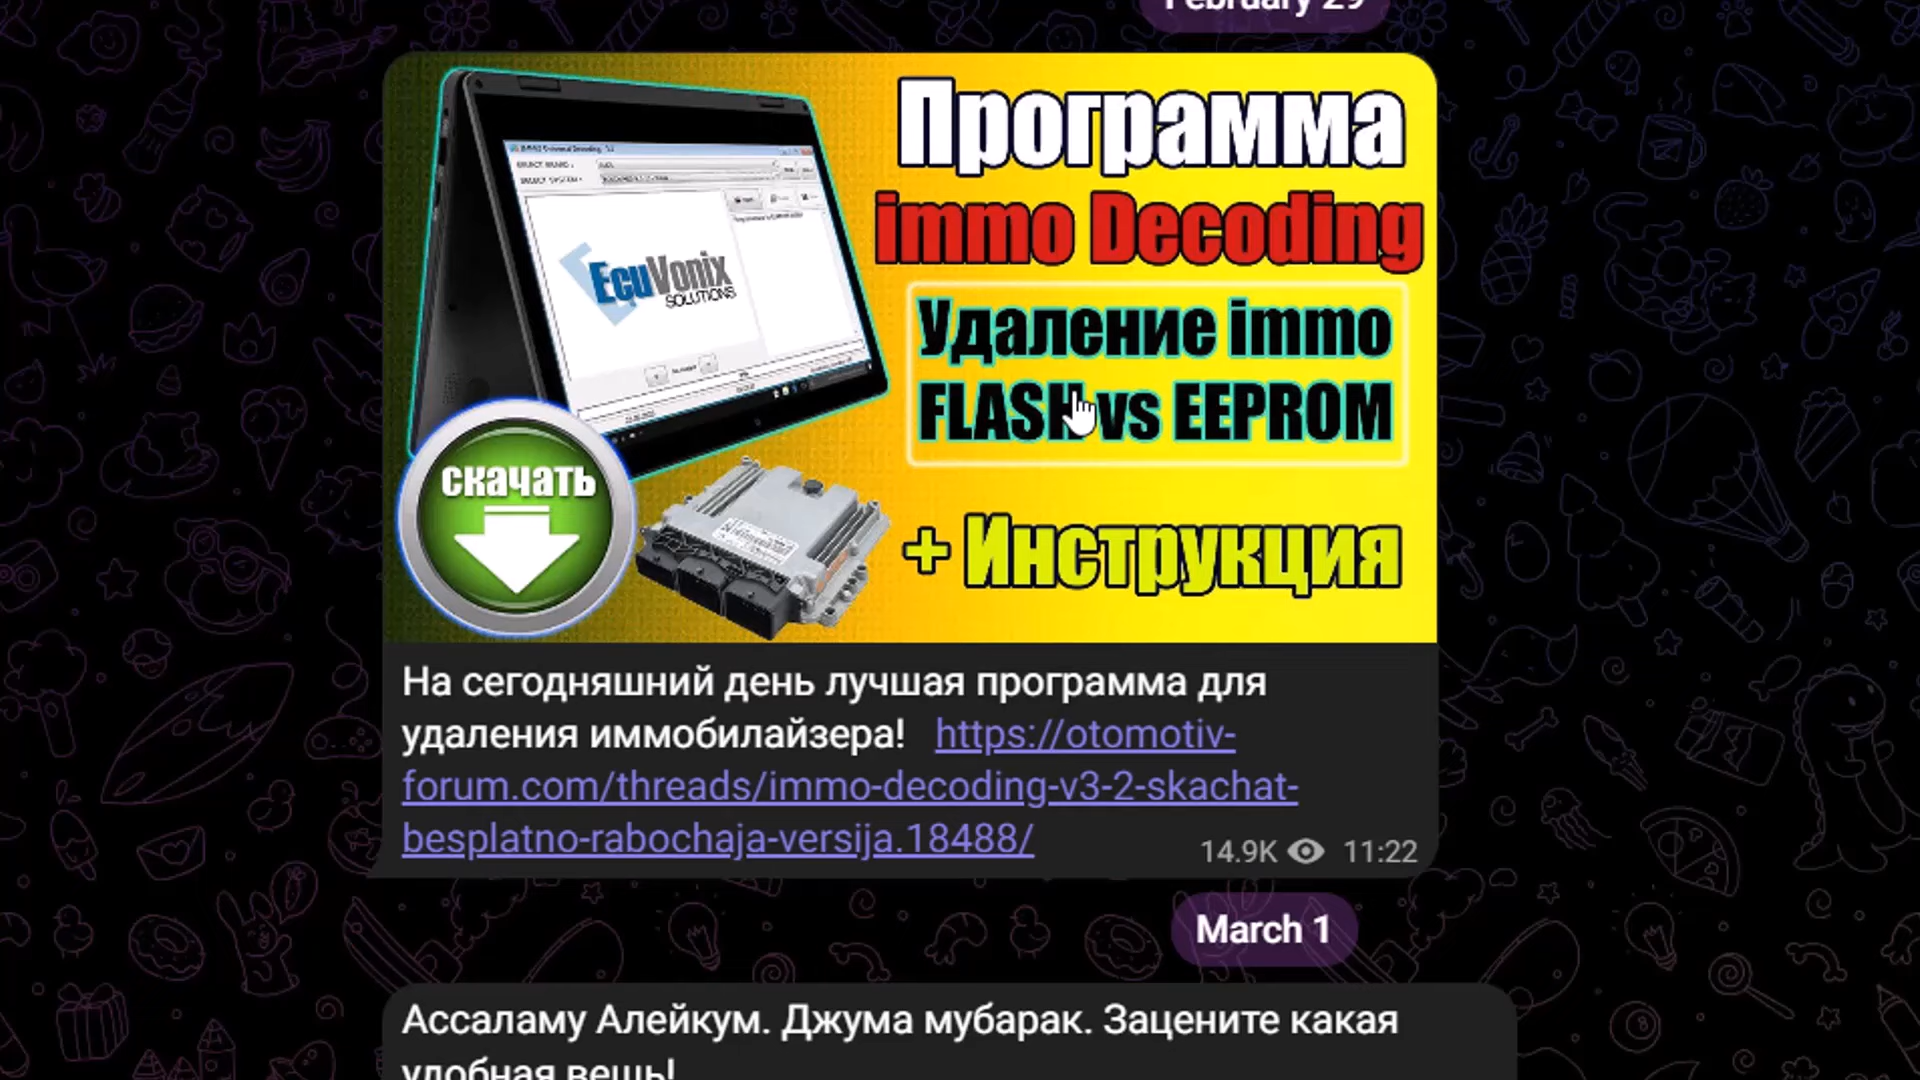 February 29
Программа
immo Decoding
Удаление immo
FLASH vs EEPROM
+ Инструкция
EcuVonix
SOLUTIONS
скачать
На сегодняшний день лучшая программа для
удаления иммобилайзера! https://otomotiv-
forum.com/threads/immo-decoding-v3-2-skachat-
besplatno-rabochaja-versija.18488/
14.9K 11:22
March 1
Ассаламу Алейкум. Джума мубарак. Зацените какая
удобная вещь!